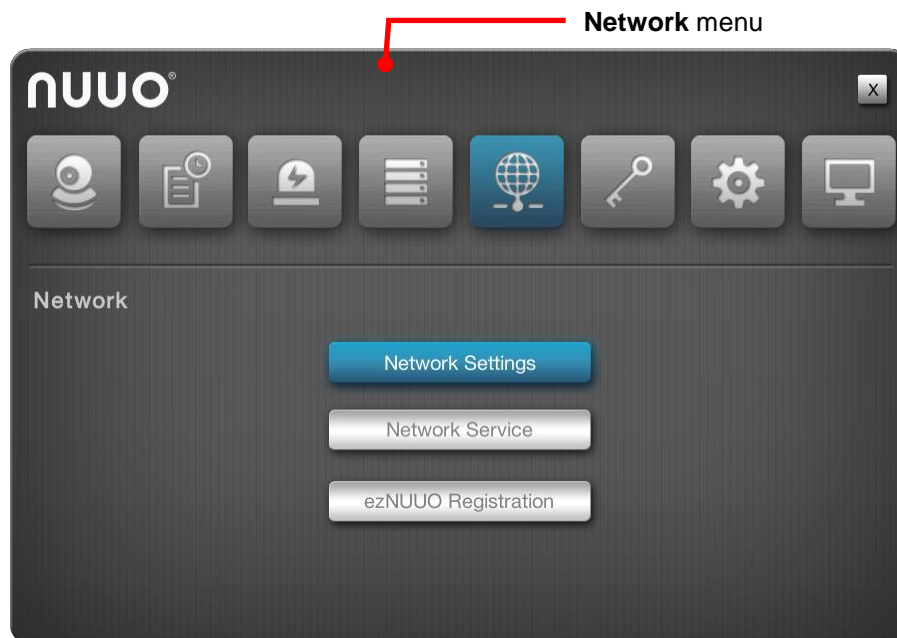 Network menu
nuuo®
X
Network
Network Settings
Network Service
ezNUUO Registration